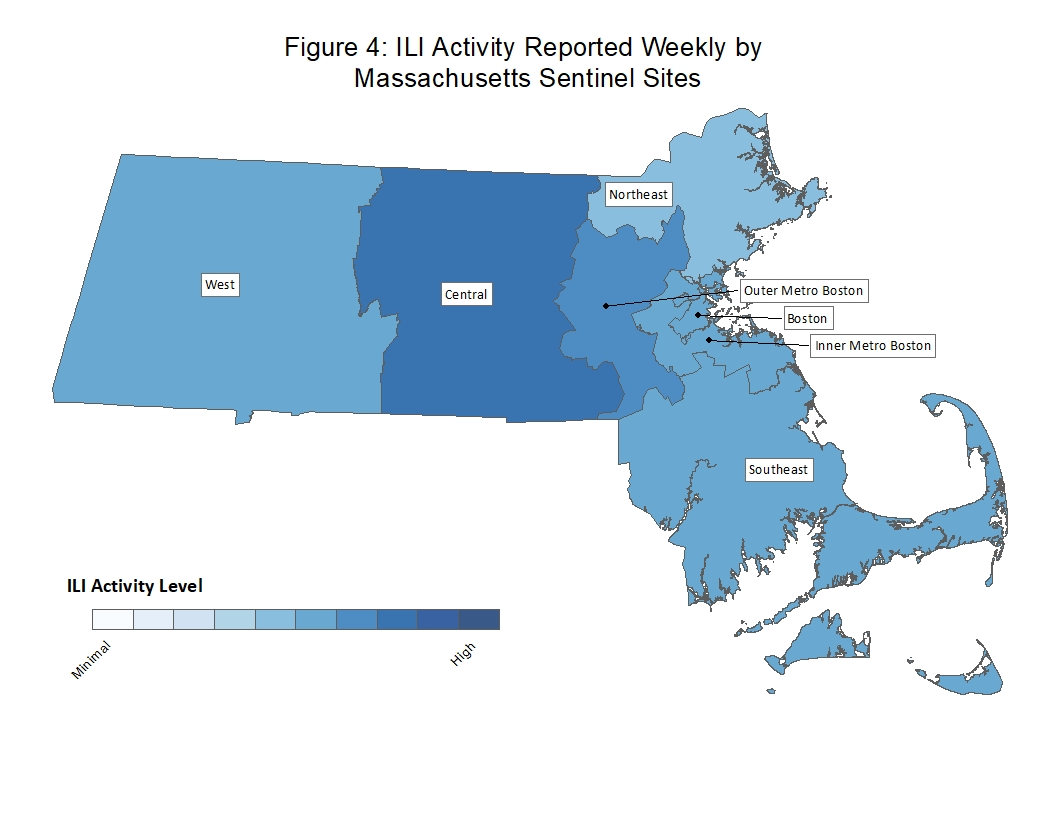 Figure 4: ILI Activity Reported Weekly by
Massachusetts Sentinel Sites
Northeast
West
Central
Outer Metro Boston
Boston
Inner Metro Boston
Southeast
ILI Activity Level
Minimal
High